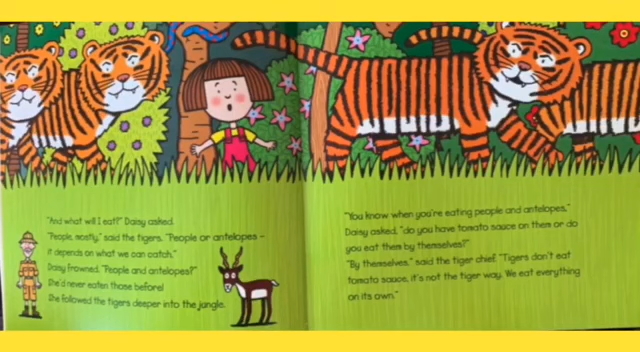 "And what will I eat?" Daisy asked.
"People, mostly," said the tigers. "People or antelopes –
it depends on what we can catch."
Daisy frowned. "People and antelopes?"
She'd never eaten those before!
She followed the tigers deeper into the jungle.
"You know when you're eating people and antelopes,"
Daisy asked, "do you have tomato sauce on them or do
you eat them by themselves?"
"By themselves," said the tiger chief. "Tigers don't eat
tomato sauce, it's not the tiger way. We eat everything
on its own."